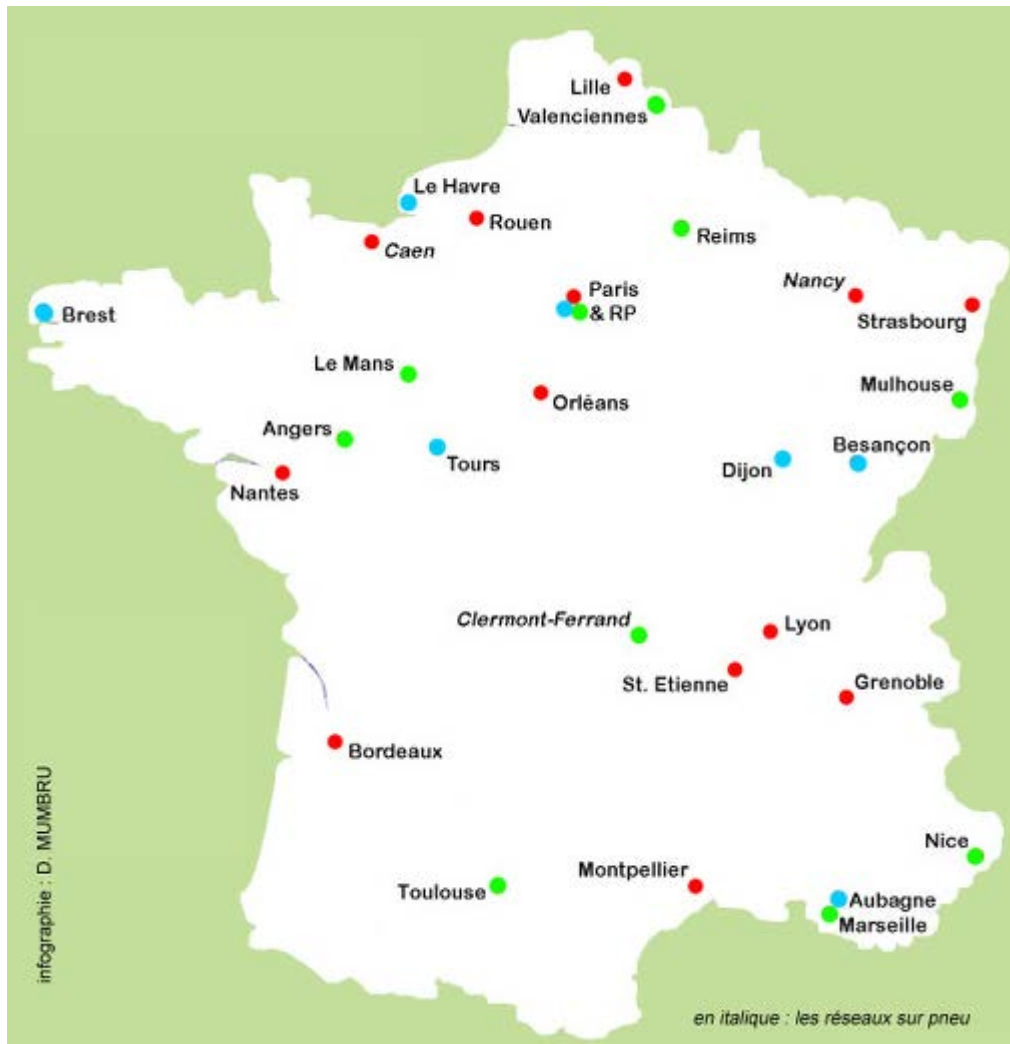 Lille
Valenciennes
Le Havre
Rouen
Reims
Caen
Nancy
Paris
& RP
Brest
Strasbourg
Le Mans
Mulhouse
Orléans
Angers
Besançon
Tours
Dijon
Nantes
Clermont-Ferrand
Lyon
St. Etienne
Grenoble
Bordeaux
Nice
Montpellier
Toulouse
Aubagne
Marseille
infographie : D. MUMBRU
en italique : les réseaux sur pneu